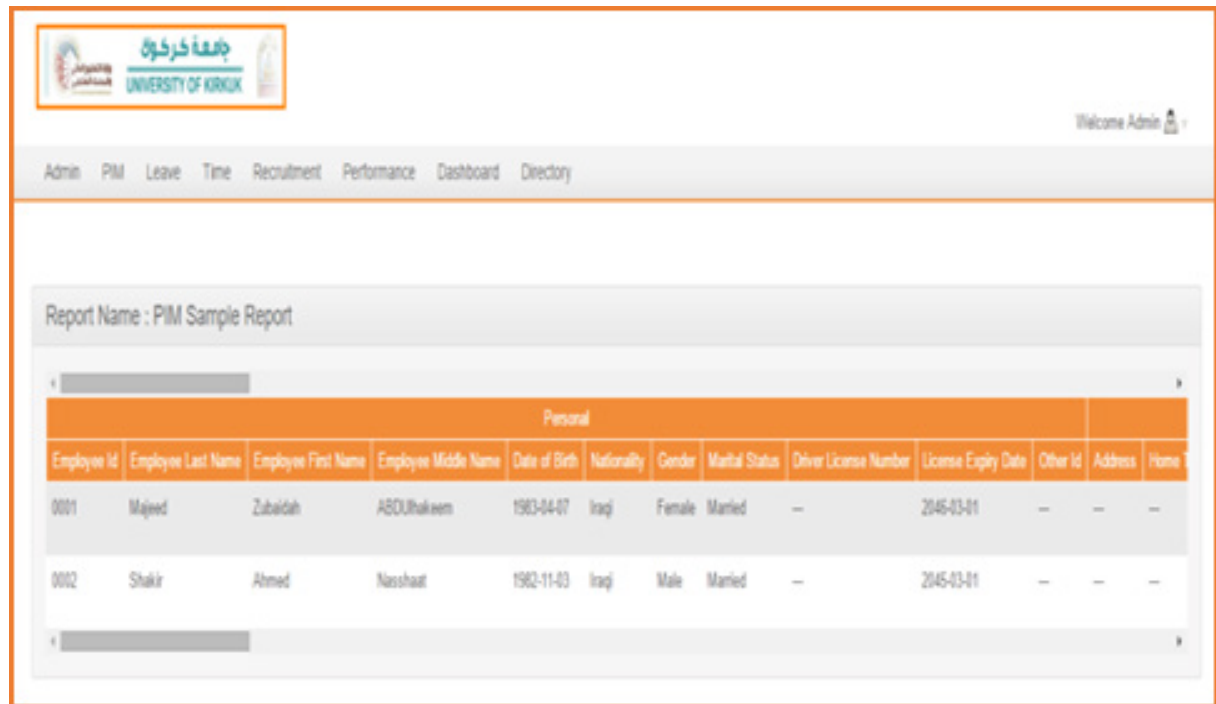 جامعة كركوك
UNIVERSITY OF KIRKUK
Welcome Admin
Admin PIM Leave Time Recruitment Performance Dashboard Directory
Report Name : PIM Sample Report
Personal
Employee Id Employee Last Name Employee First Name Employee Middle Name Date of Birth Nationality Gender Marital Status Driver License Number License Expiry Date Other Id Address Home
0001 Majeed Zubaidah ABDUlhakeem 1983-04-07 Iraqi Female Married --- 2046-03-01 --- --- ---
0002 Shakir Ahmed Nasshaat 1982-11-03 Iraqi Male Married --- 2045-03-01 --- --- ---